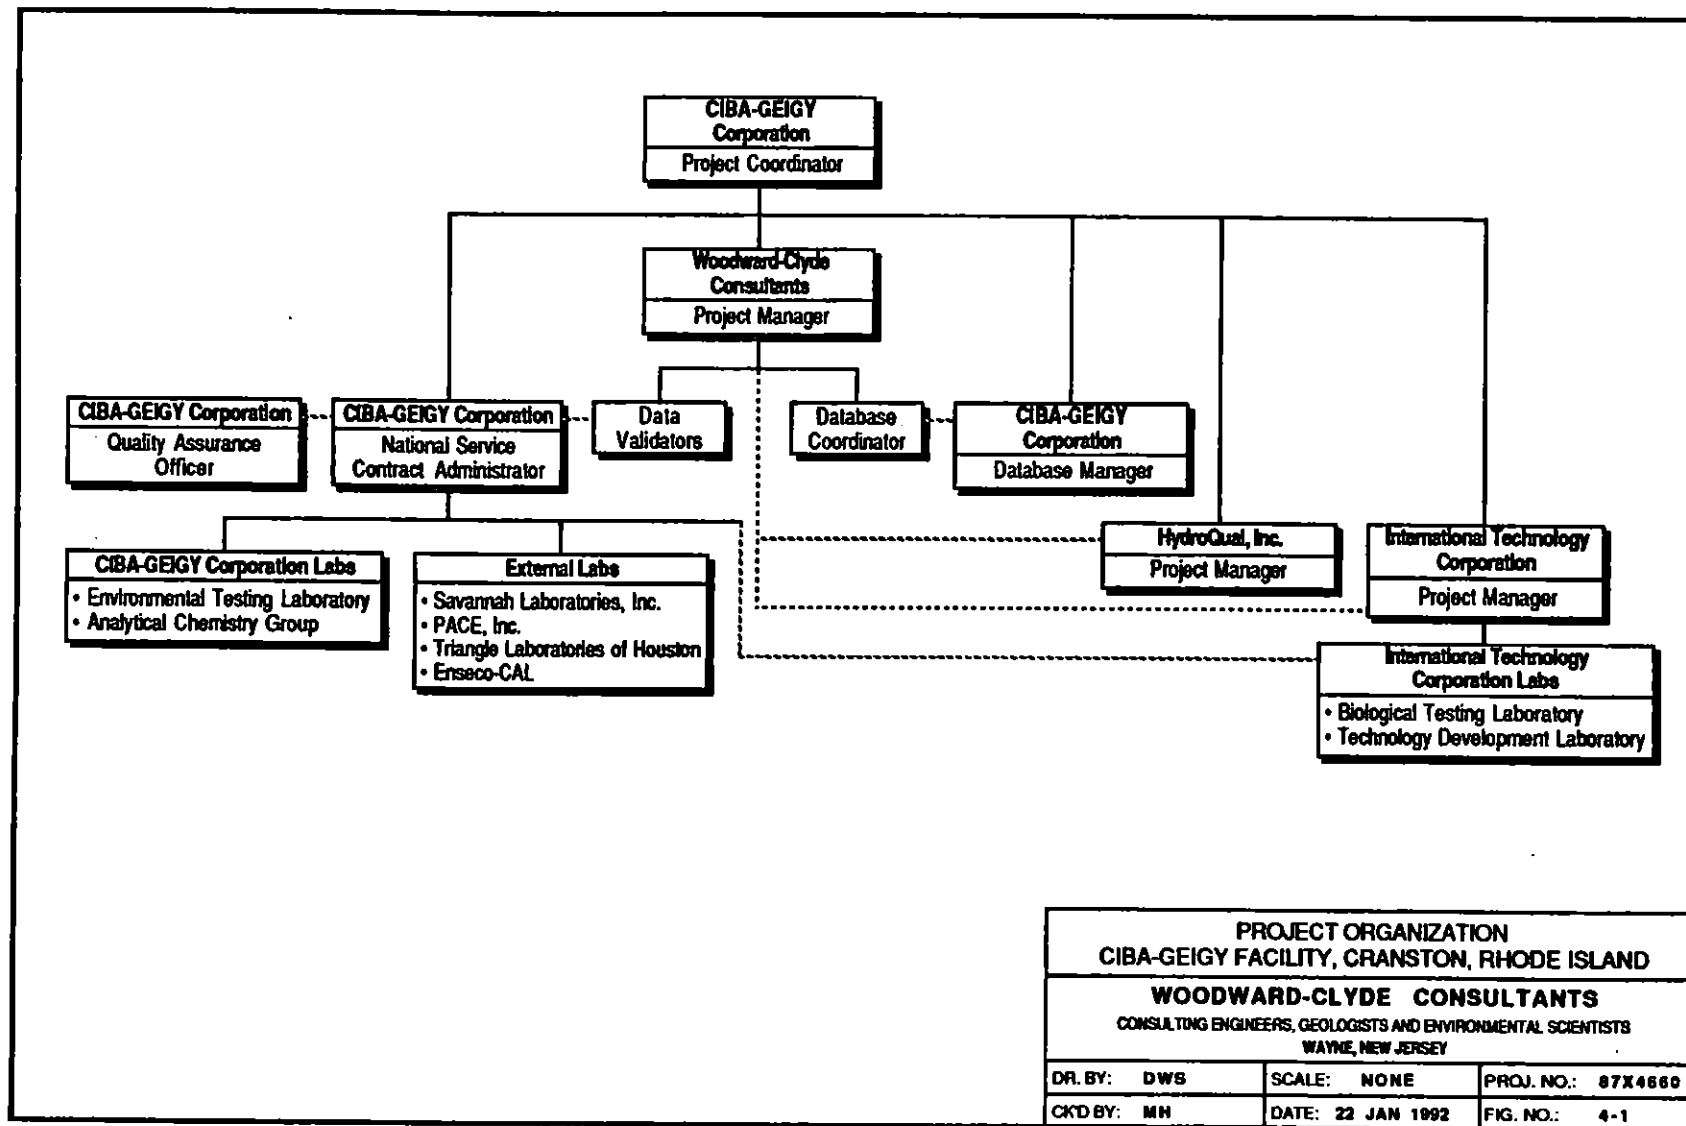 CIBA-GEIGY
Corporation
Project Coordinator
Woodward-Clyde
Consultants
Project Manager
CIBA-GEIGY Corporation
Quality Assurance
Officer
CIBA-GEIGY Corporation
National Service
Contract Administrator
Data
Validators
Database
Coordinator
CIBA-GEIGY
Corporation
Database Manager
CIBA-GEIGY Corporation Labs
• Environmental Testing Laboratory
• Analytical Chemistry Group
External Labs
• Savannah Laboratories, Inc.
• PACE, Inc.
• Triangle Laboratories of Houston
• Enseco-CAL
HydroQual, Inc.
Project Manager
International Technology
Corporation
Project Manager
International Technology
Corporation Labs
• Biological Testing Laboratory
• Technology Development Laboratory
PROJECT ORGANIZATION
CIBA-GEIGY FACILITY, CRANSTON, RHODE ISLAND
WOODWARD-CLYDE CONSULTANTS
CONSULTING ENGINEERS, GEOLOGISTS AND ENVIRONMENTAL SCIENTISTS
WAYNE, NEW JERSEY
DR. BY: DWS SCALE: NONE PROJ. NO.: 87X4660
CK'D BY: MH DATE: 22 JAN 1992 FIG. NO.: 4-1